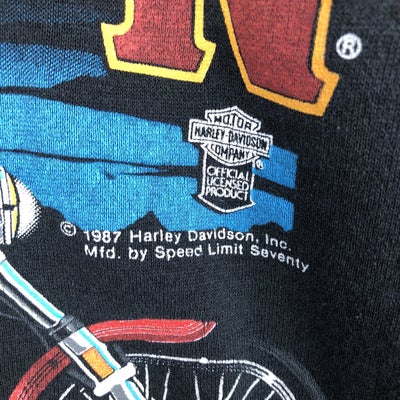 N
®
MOTOR
HARLEY-DAVIDSON
COMPANY ®
OFFICIAL
LICENSED
PRODUCT
© 1987 Harley Davidson, Inc.
Mfd. by Speed Limit Seventy